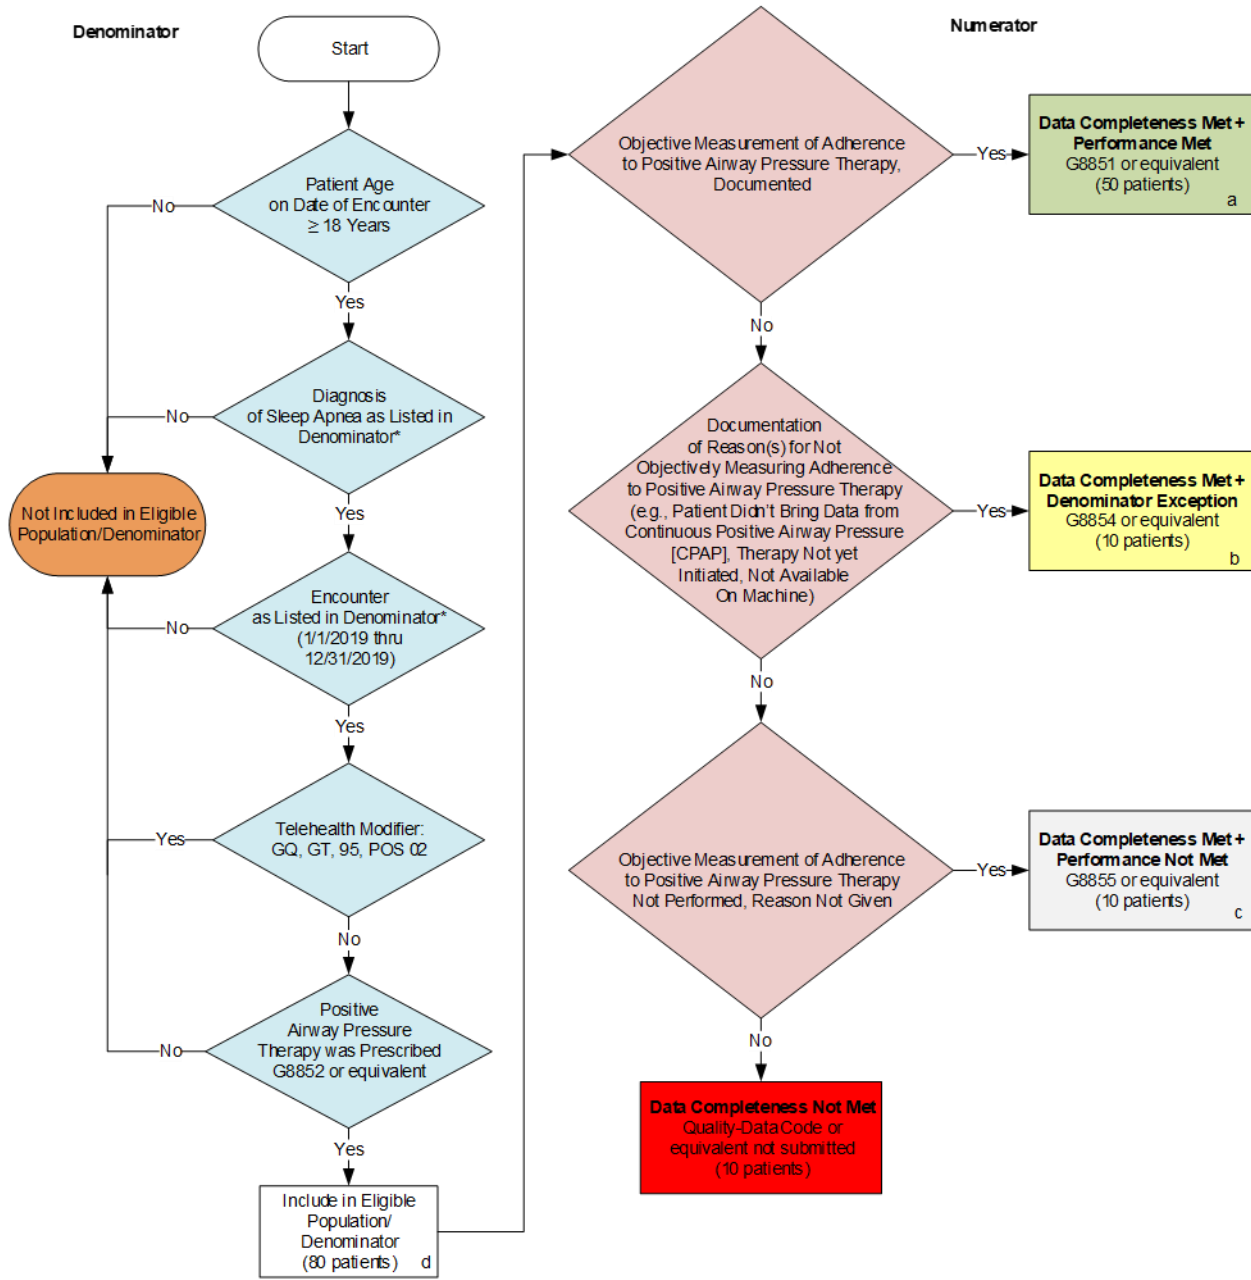 Denominator
Start
Patient Age
on Date of Encounter
≥ 18 Years
No
Yes
Diagnosis
of Sleep Apnea as Listed in
Denominator*
No
Yes
Not Included in Eligible
Population/Denominator
Encounter
as Listed in Denominator*
(1/1/2019 thru
12/31/2019)
No
Yes
Telehealth Modifier:
GQ, GT, 95, POS 02
Yes
No
Positive
Airway Pressure
Therapy was Prescribed
G8852 or equivalent
No
Yes
Include in Eligible
Population/
Denominator
(80 patients) d
Numerator
Objective Measurement of Adherence
to Positive Airway Pressure Therapy,
Documented
Yes
Data Completeness Met +
Performance Met
G8851 or equivalent
(50 patients)
a
No
Documentation
of Reason(s) for Not
Objectively Measuring Adherence
to Positive Airway Pressure Therapy
(e.g., Patient Didn't Bring Data from
Continuous Positive Airway Pressure
[CPAP], Therapy Not yet
Initiated, Not Available
On Machine)
Yes
Data Completeness Met +
Denominator Exception
G8854 or equivalent
(10 patients)
b
No
Objective Measurement of Adherence
to Positive Airway Pressure Therapy
Not Performed, Reason Not Given
Yes
Data Completeness Met +
Performance Not Met
G8855 or equivalent
(10 patients)
c
No
Data Completeness Not Met
Quality-Data Code or
equivalent not submitted
(10 patients)